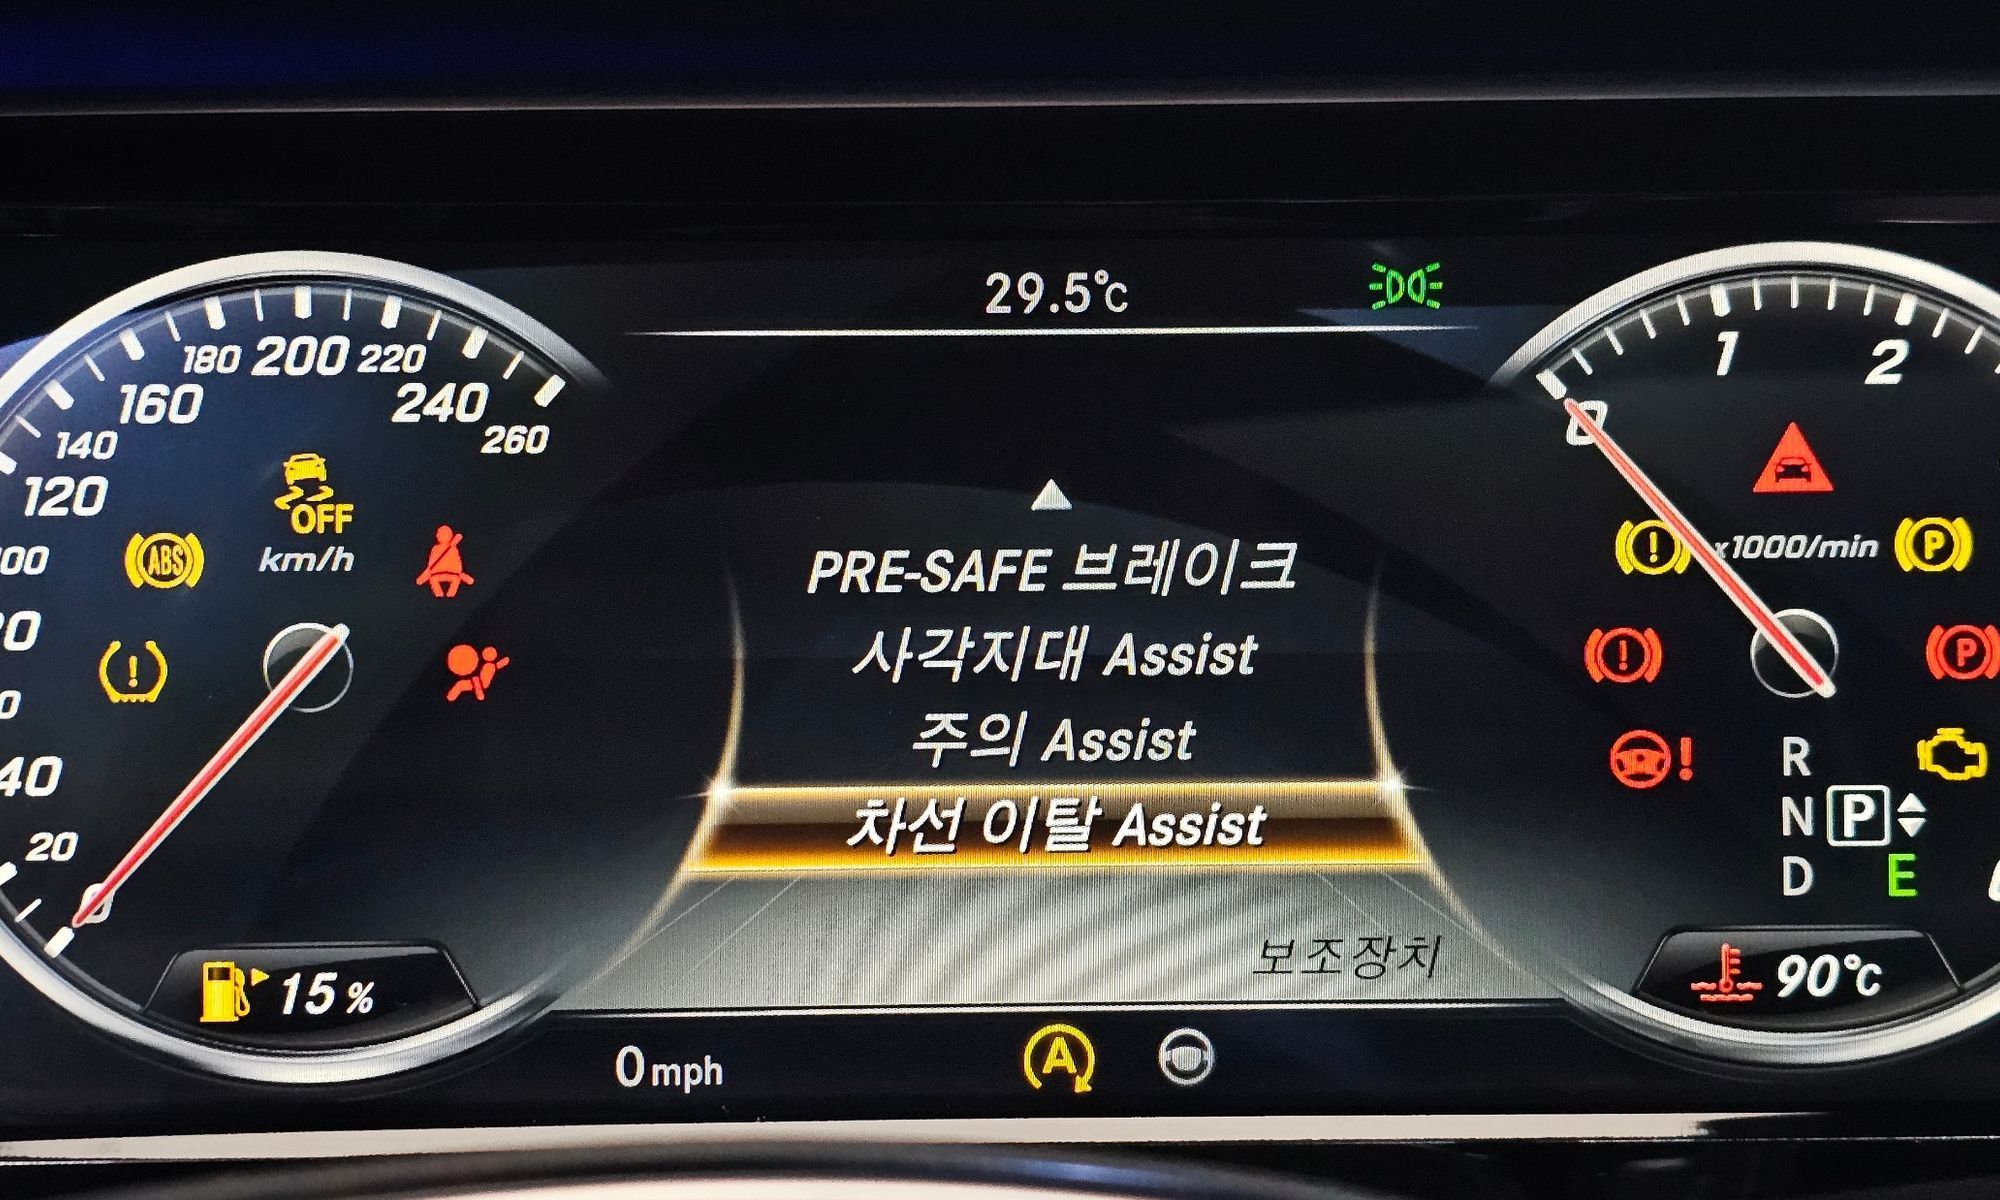 29.5℃
180 200 220
160 240
140 260
120
OFF
ABS
km/h
40
20
0
15 %
PRE-SAFE 브레이크
사각지대 Assist
주의 Assist
차선 이탈 Assist
보조장치
0 mph
A
1 2
0
! x1000/min P
! P
!
R
N P
D E
90℃